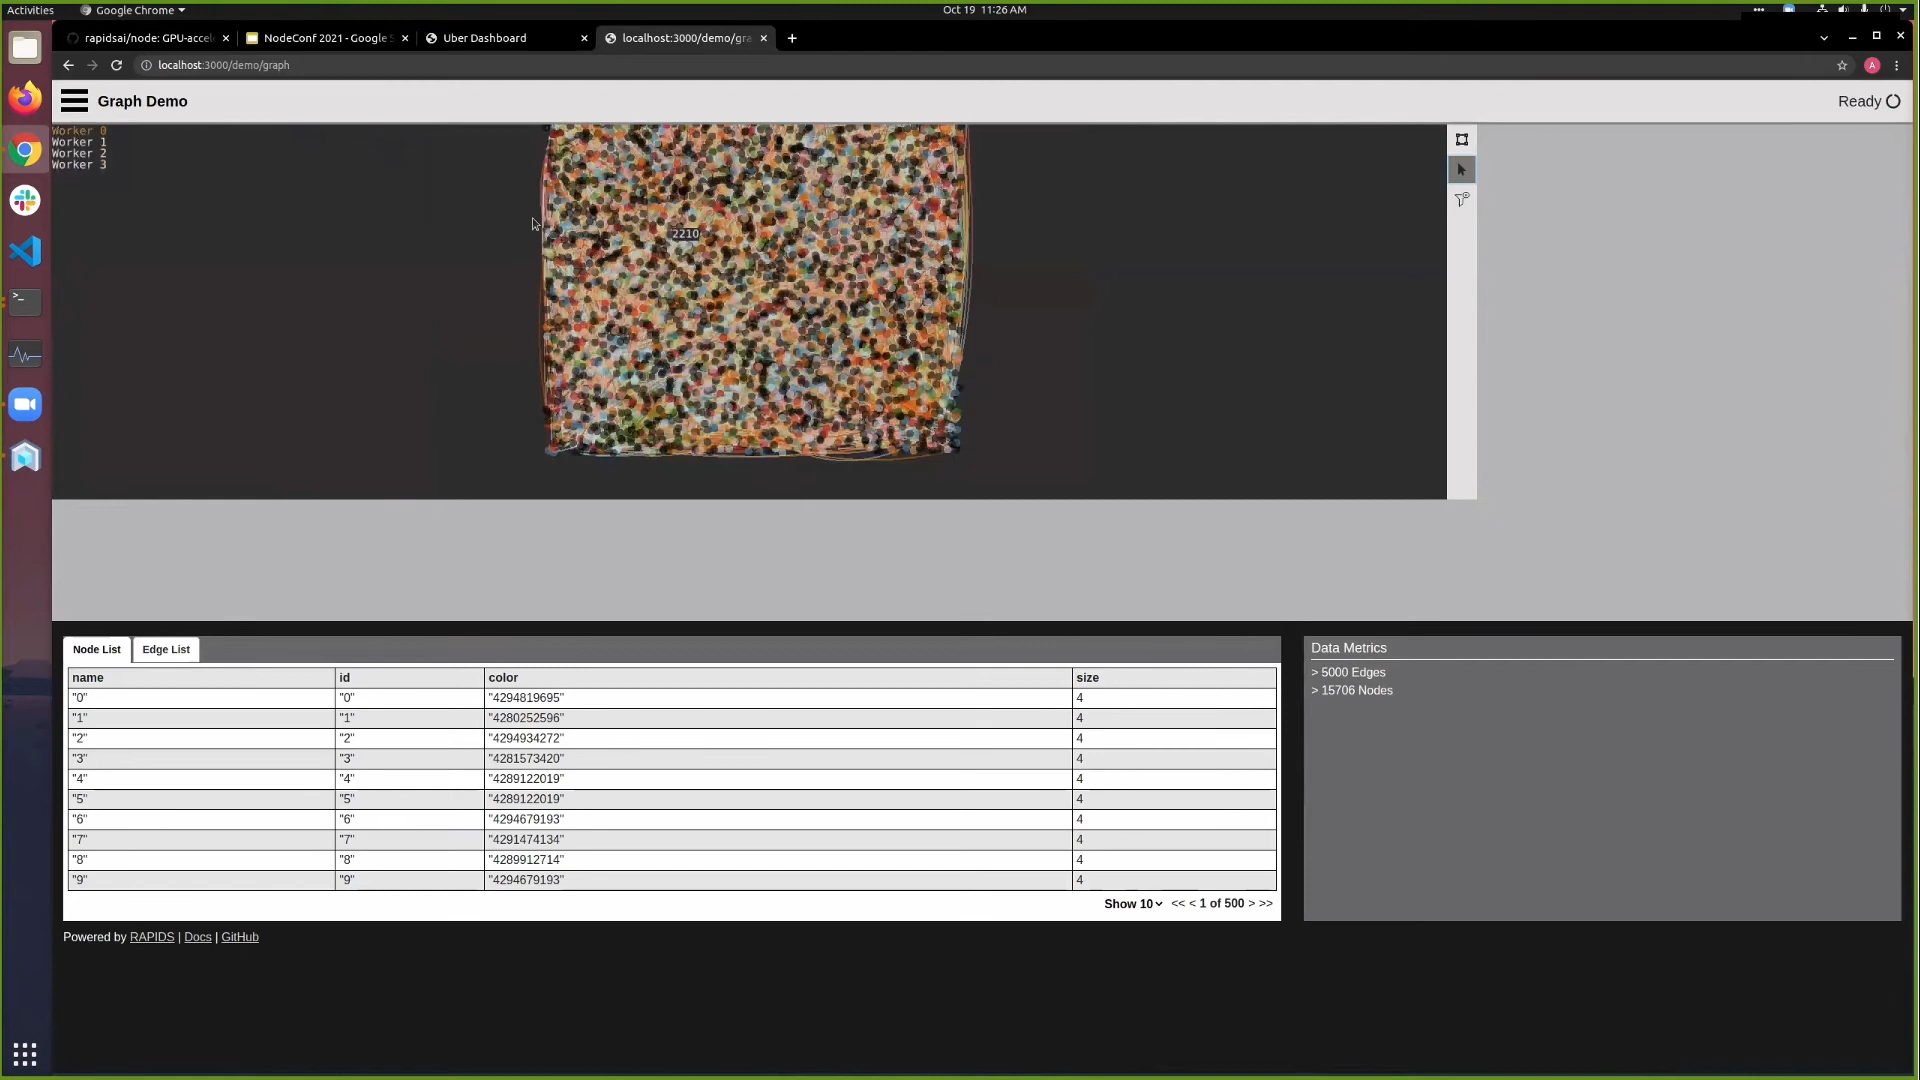 Activities
Google Chrome
Oct 19 11:26 AM
rapidsai/node: GPU-accel
NodeConf 2021 - Google S
Uber Dashboard
localhost:3000/demo/gra
localhost:3000/demo/graph
A
Graph Demo
Ready
Worker 0
Worker 1
Worker 2
Worker 3
2210
Node List
Edge List
name id color size
"0" "0" "4294819695" 4
"1" "1" "4280252596" 4
"2" "2" "4294934272" 4
"3" "3" "4281573420" 4
"4" "4" "4289122019" 4
"5" "5" "4289122019" 4
"6" "6" "4294679193" 4
"7" "7" "4291474134" 4
"8" "8" "4289912714" 4
"9" "9" "4294679193" 4
Show 10 << < 1 of 500 > >>
Data Metrics
> 5000 Edges
> 15706 Nodes
Powered by RAPIDS | Docs | GitHub